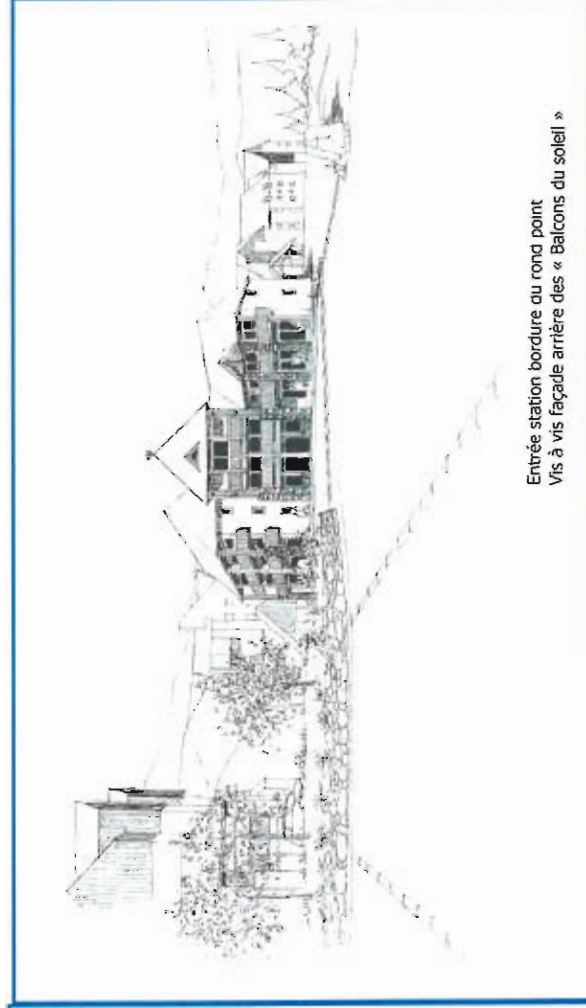 Entrée station bordure du rond point
Vis à vis façade arrière des « Balcons du soleil »